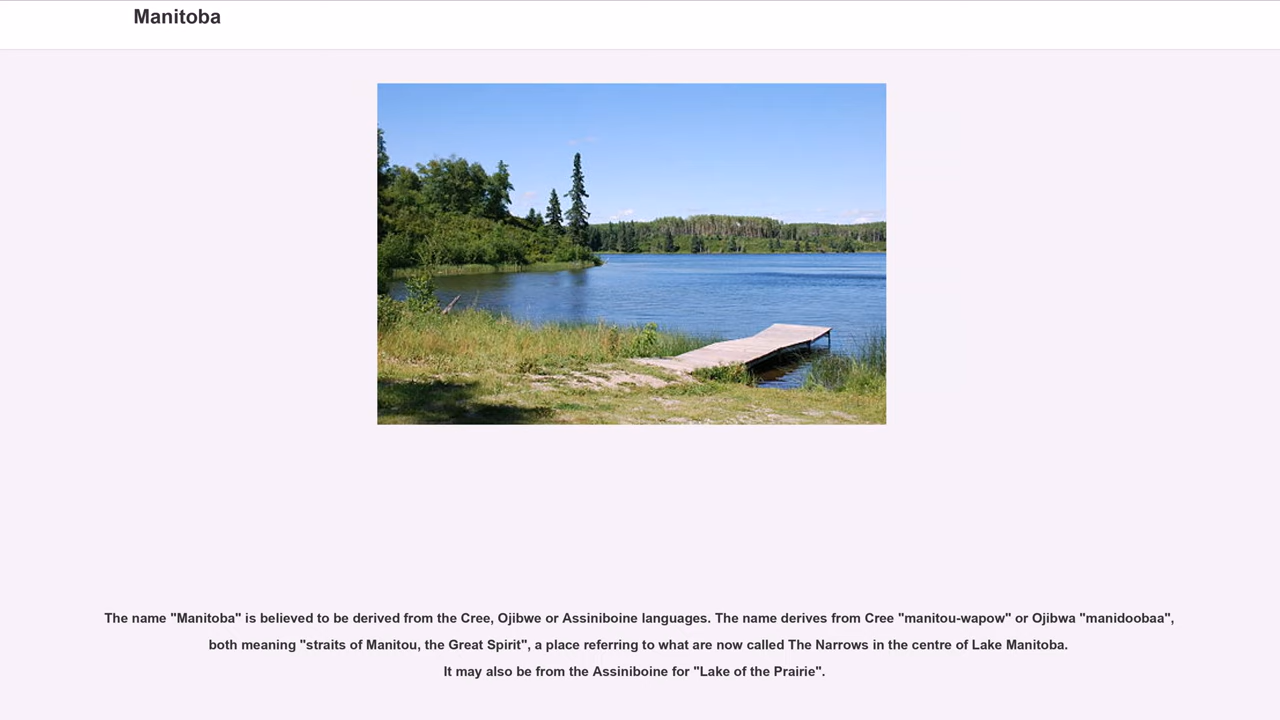 Manitoba
The name "Manitoba" is believed to be derived from the Cree, Ojibwe or Assiniboine languages. The name derives from Cree "manitou-wapow" or Ojibwa "manidoobaa",
both meaning "straits of Manitou, the Great Spirit", a place referring to what are now called The Narrows in the centre of Lake Manitoba.
It may also be from the Assiniboine for "Lake of the Prairie".